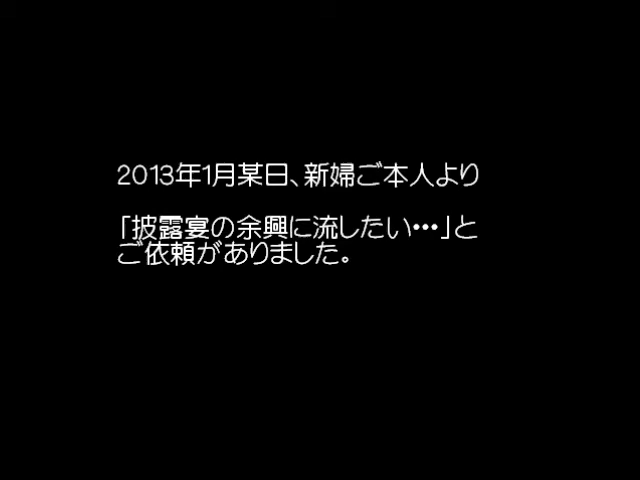 2013年1月某日、新婦ご本人より
「披露宴の余興に流したい・・・」と
ご依頼がありました。